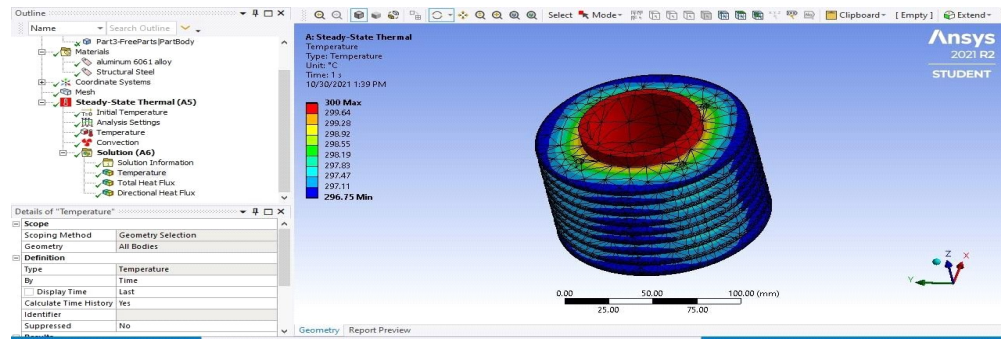 Outline
Name
Search Outline
Part3-FreeParts|PartBody
Materials
aluminum 6061 alloy
Structural Steel
Coordinate Systems
Mesh
Steady-State Thermal (A5)
Initial Temperature
Analysis Settings
Temperature
Convection
Solution (A6)
Solution Information
Temperature
Total Heat Flux
Directional Heat Flux
Details of "Temperature"
Scope
Scoping Method Geometry Selection
Geometry All Bodies
Definition
Type Temperature
By Time
Display Time Last
Calculate Time History Yes
Identifier
Suppressed No
Select Mode Clipboard [ Empty ] Extend
A: Steady-State Thermal
Temperature
Type: Temperature
Unit: °C
Time: 1 s
10/30/2021 1:39 PM
300 Max
299.64
299.28
298.92
298.55
298.19
297.83
297.47
297.11
296.75 Min
Ansys
2021 R2
STUDENT
0.00 50.00 100.00 (mm)
25.00 75.00
Z
X
Y
Geometry Report Preview